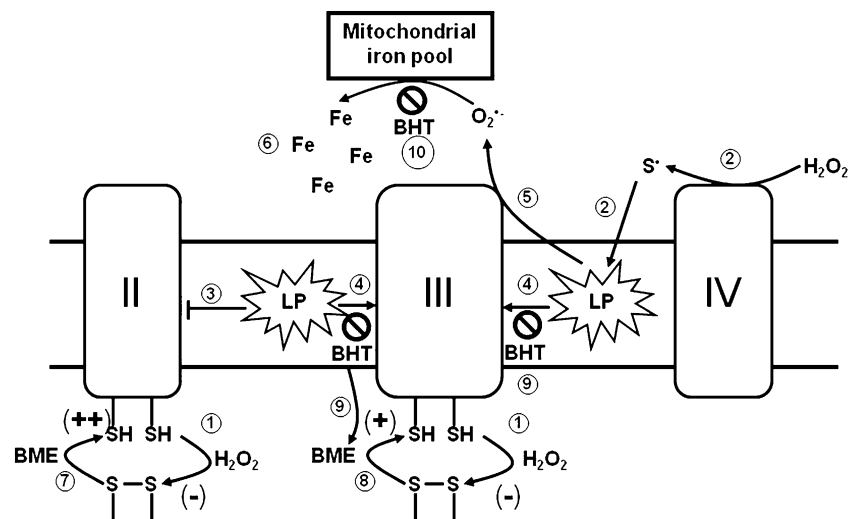 Mitochondrial
iron pool
Fe
O₂•-
BHT
⑥ Fe
⑩
Fe
Fe
S•
②
H₂O₂
⑤
②
II
③
LP
④
III
④
LP
IV
BHT
BHT
⑨
⑨
(++)
SH SH
①
(+)
SH SH
①
BME
H₂O₂
BME
H₂O₂
⑦
S – S
(-)
⑧
S – S
(-)